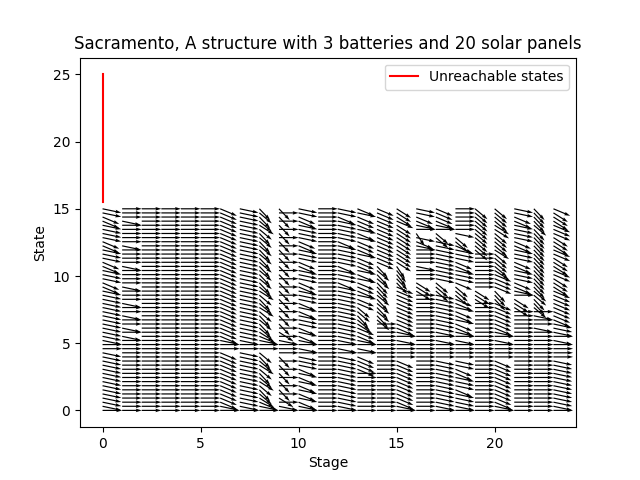 Sacramento, A structure with 3 batteries and 20 solar panels
Unreachable states
25
20
15
10
5
0
State
0 5 10 15 20
Stage